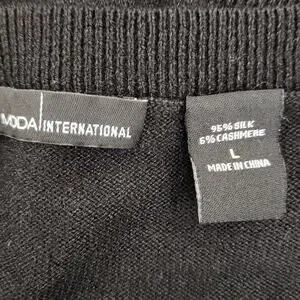 MODA INTERNATIONAL
95% SILK
5% CASHMERE
L
MADE IN CHINA